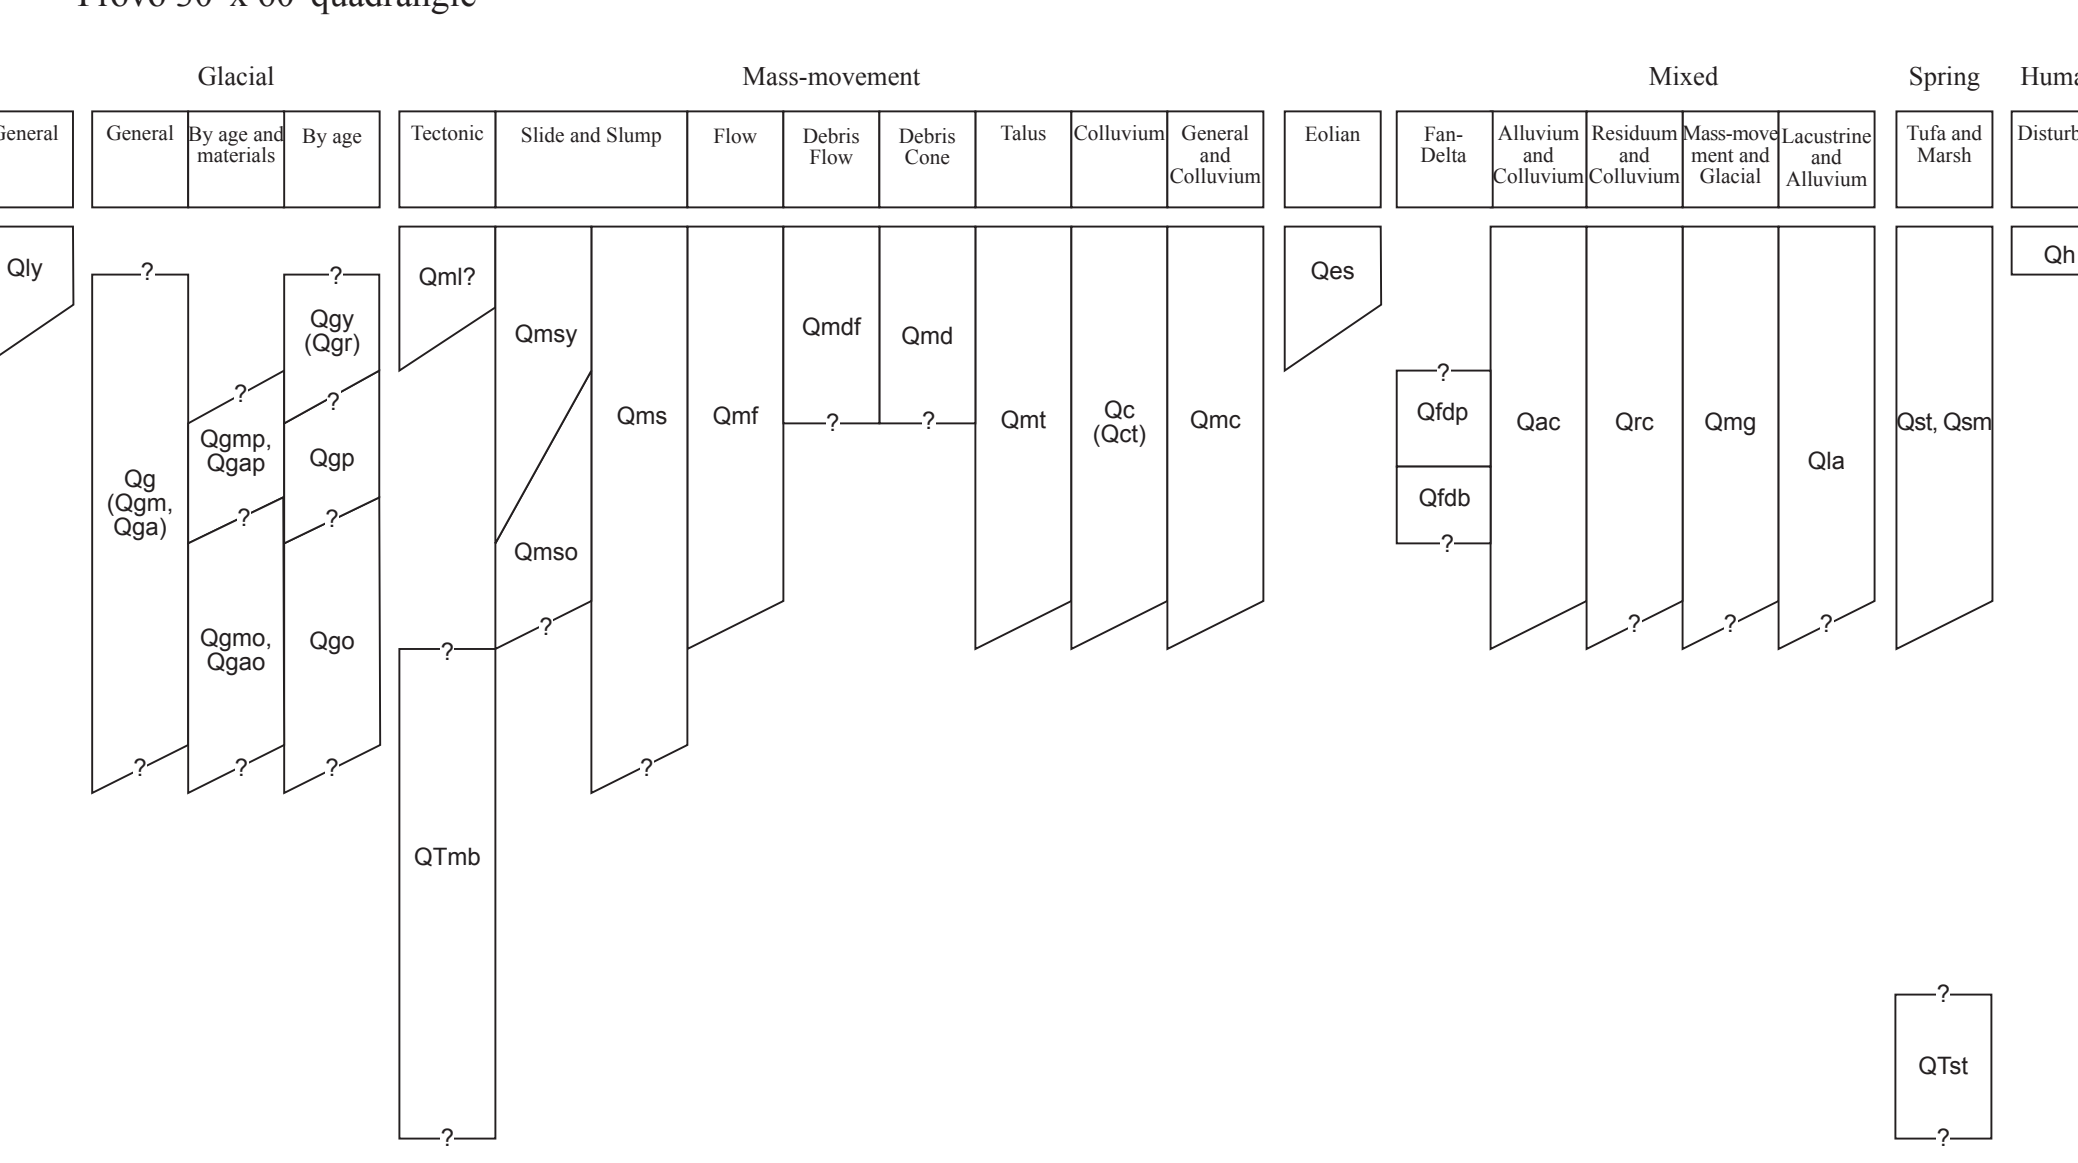 Provo 30' x 60' quadrangle
Glacial
Mass-movement
Mixed
Spring
General
General
By age and
materials
By age
Tectonic
Slide and Slump
Flow
Debris
Flow
Debris
Cone
Talus
Colluvium
General
and
Colluvium
Eolian
Fan-
Delta
Alluvium
and
Colluvium
Residuum
and
Colluvium
Mass-move
ment and
Glacial
Lacustrine
and
Alluvium
Tufa and
Marsh
Qly
?
Qg
(Qgm,
Qga)
?
?
Qgmp,
Qgap
?
Qgmo,
Qgao
?
?
Qgy
(Qgr)
?
Qgp
?
Qgo
?
Qml?
?
QTmb
?
Qmsy
Qmso
?
Qms
?
Qmf
Qmdf
?
Qmd
?
Qmt
Qc
(Qct)
Qmc
Qes
?
Qfdp
Qfdb
?
Qac
Qrc
?
Qmg
?
Qla
?
Qst, Qsm
?
QTst
?
Qh